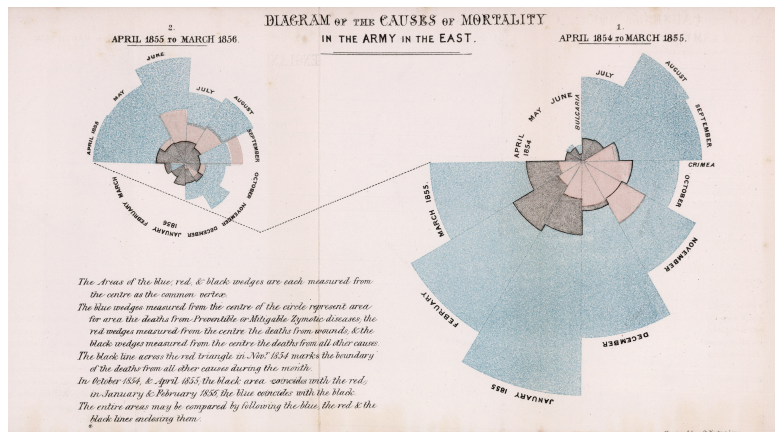 DIAGRAM OF THE CAUSES OF MORTALITY
IN THE ARMY IN THE EAST.
2.
APRIL 1855 TO MARCH 1856.
1.
APRIL 1854 TO MARCH 1855.
APRIL 1855
MAY
JUNE
JULY
AUGUST
SEPTEMBER
OCTOBER
NOVEMBER
DECEMBER
JANUARY 1856
FEBRUARY
MARCH
APRIL 1854
MAY
JUNE
BULGARIA
JULY
AUGUST
SEPTEMBER
CRIMEA
OCTOBER
NOVEMBER
DECEMBER
JANUARY 1855
FEBRUARY
MARCH 1855
The Areas of the blue, red, & black wedges are each measured from
the centre as the common vertex.
The blue wedges measured from the centre of the circle represent area
for area the deaths from Preventible or Mitigable Zymotic diseases, the
red wedges measured from the centre the deaths from wounds, & the
black wedges measured from the centre the deaths from all other causes.
The black line across the red triangle in Novr. 1854 marks the boundary
of the deaths from all other causes during the month.
In October 1854, & April 1855, the black area coincides with the red,
in January & February 1856, the blue coincides with the black.
The entire areas may be compared by following the blue, the red & the
black lines enclosing them.